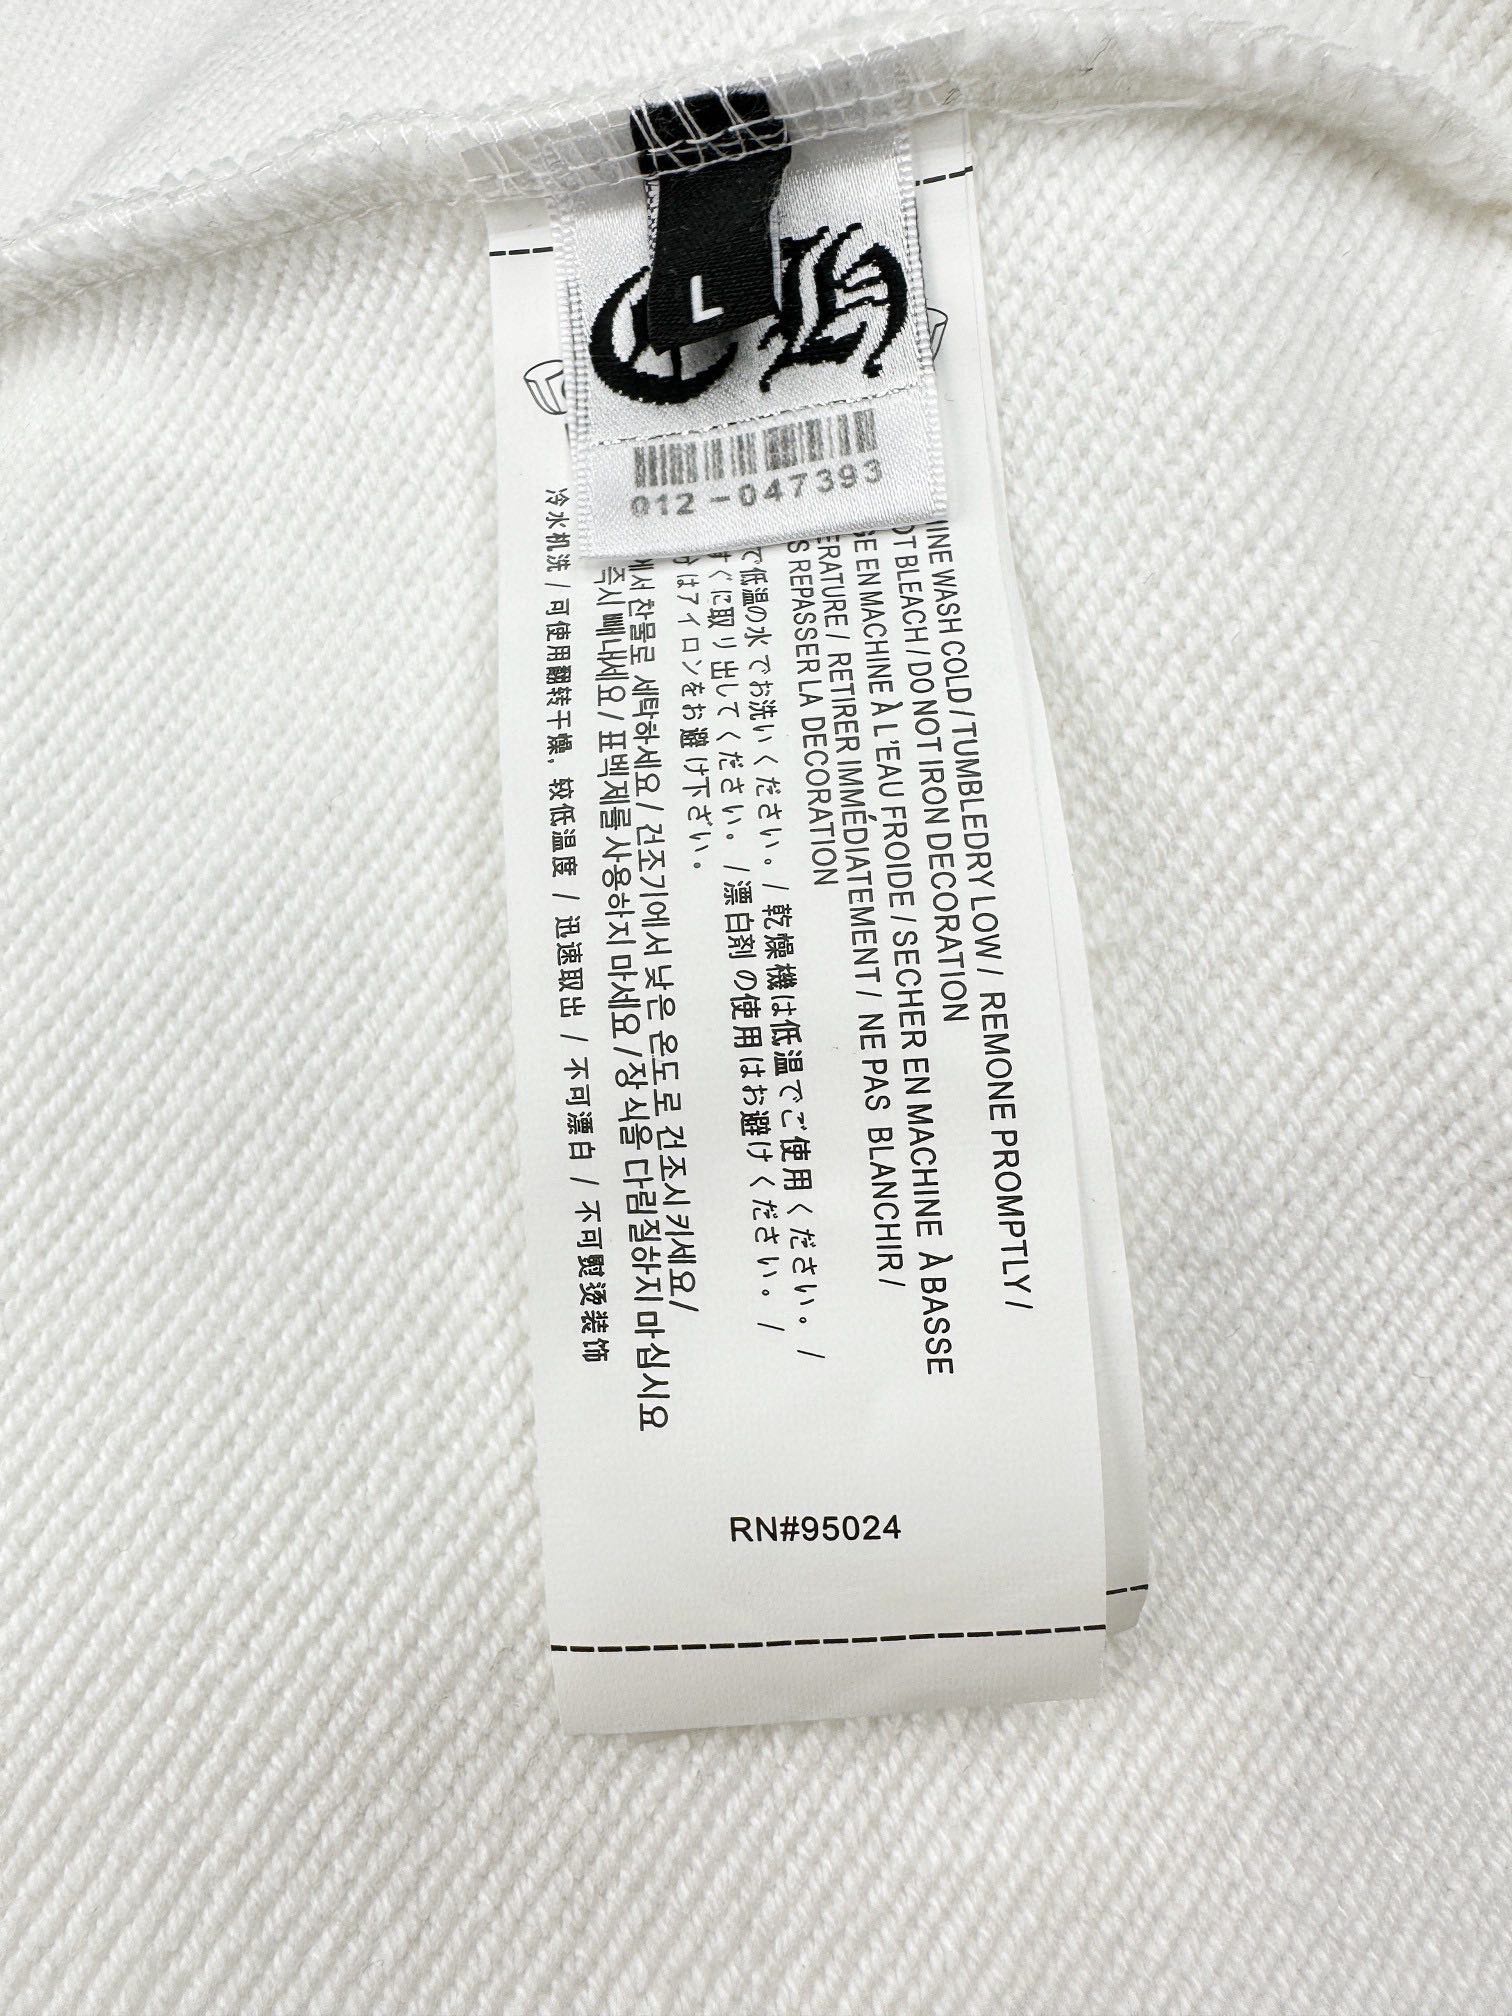 L
CH
012-047393
WASH COLD / TUMBLEDRY LOW / REMONE PROMPTLY /
BLEACH / DO NOT IRON DECORATION
EN MACHINE À L'EAU FROIDE / SECHER EN MACHINE À BASSE
/ RETIRER IMMÉDIATEMENT / NE PAS BLANCHIR /
REPASSER LA DECORATION
で低温の水でお洗いください。/ 乾燥機は低温でご使用ください。/
すぐに取り出してください。/ 漂白剤の使用はお避けください。/
はアイロンをお避け下ざい。
에서 찬물로 세탁하세요 / 건조기에서 낮은 온도로 건조시키세요 /
즉시 빼내세요 / 표벡제를 사용하지 마세요 / 장식을 다림질하지 마십시요
冷水机洗 / 可使用翻转干燥, 较低温度 / 迅速取出 / 不可漂白 / 不可熨烫装饰
RN#95024